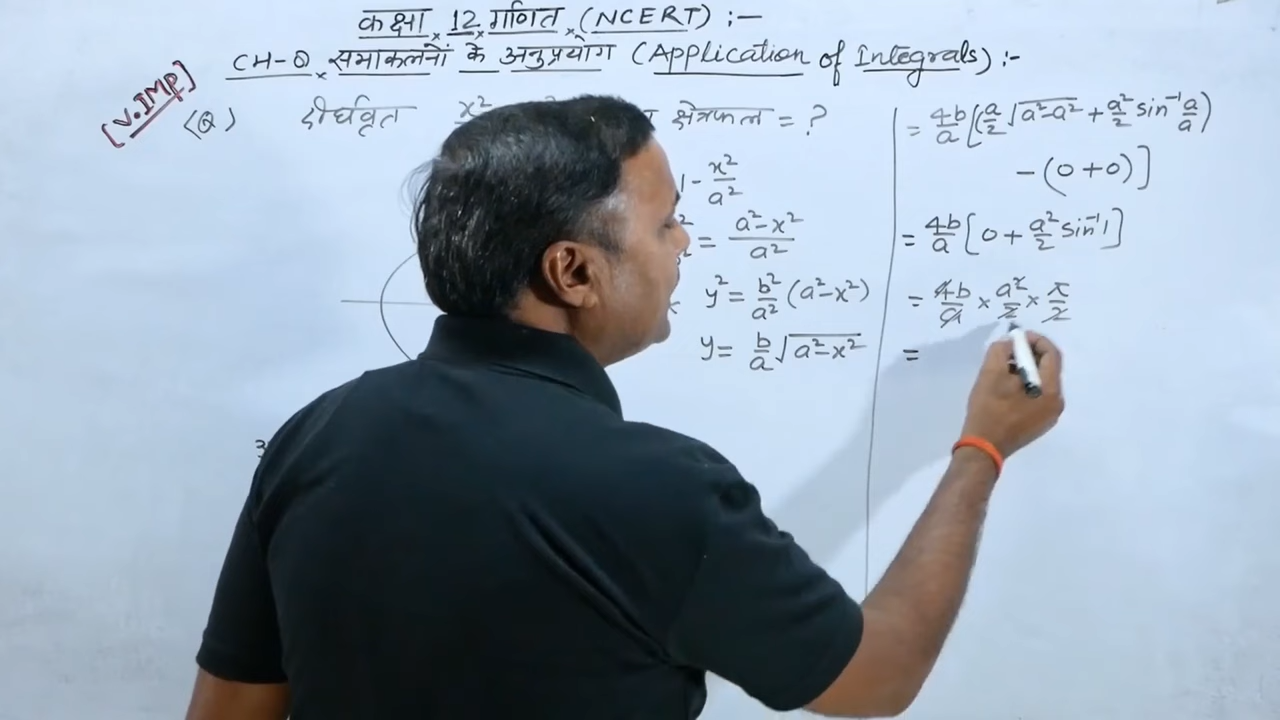 कक्षा 12 गणित (NCERT) :-
CH-8 समाकलनों के अनुप्रयोग (Application of Integrals) :-
[V.IMP]
(Q) दीर्घवृत x²
क्षेत्रफल = ?
1 - x²/a²
= (a²-x²)/a²
y² = b²/a² (a²-x²)
y = b/a √(a²-x²)
= 4b/a [(a/2 √(a²-a²) + a²/2 sin⁻¹ a/a)
- (0+0)]
= 4b/a [0 + a²/2 sin⁻¹1]
= 4b/a × a²/2 × π/2
=